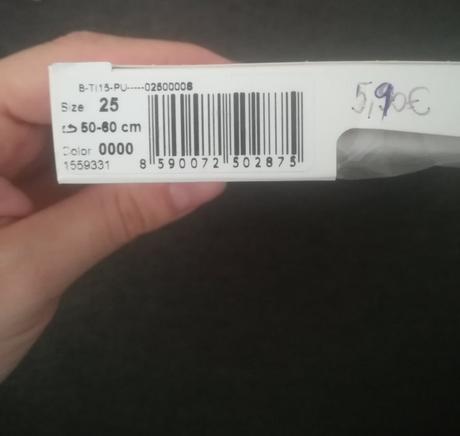 B-TI15-PU-----02500008
Size 25
50-60 cm
Color 0000
1559331
8 590072 502875
5,90€